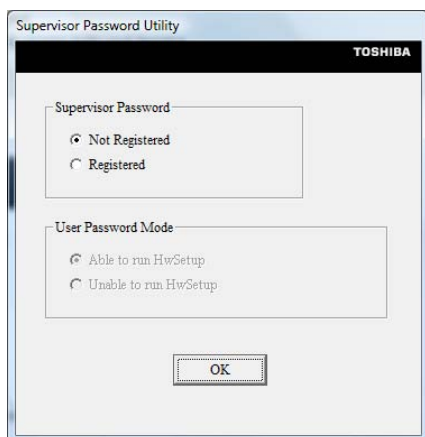 Supervisor Password Utility
TOSHIBA
Supervisor Password
Not Registered
Registered
User Password Mode
Able to run HwSetup
Unable to run HwSetup
OK